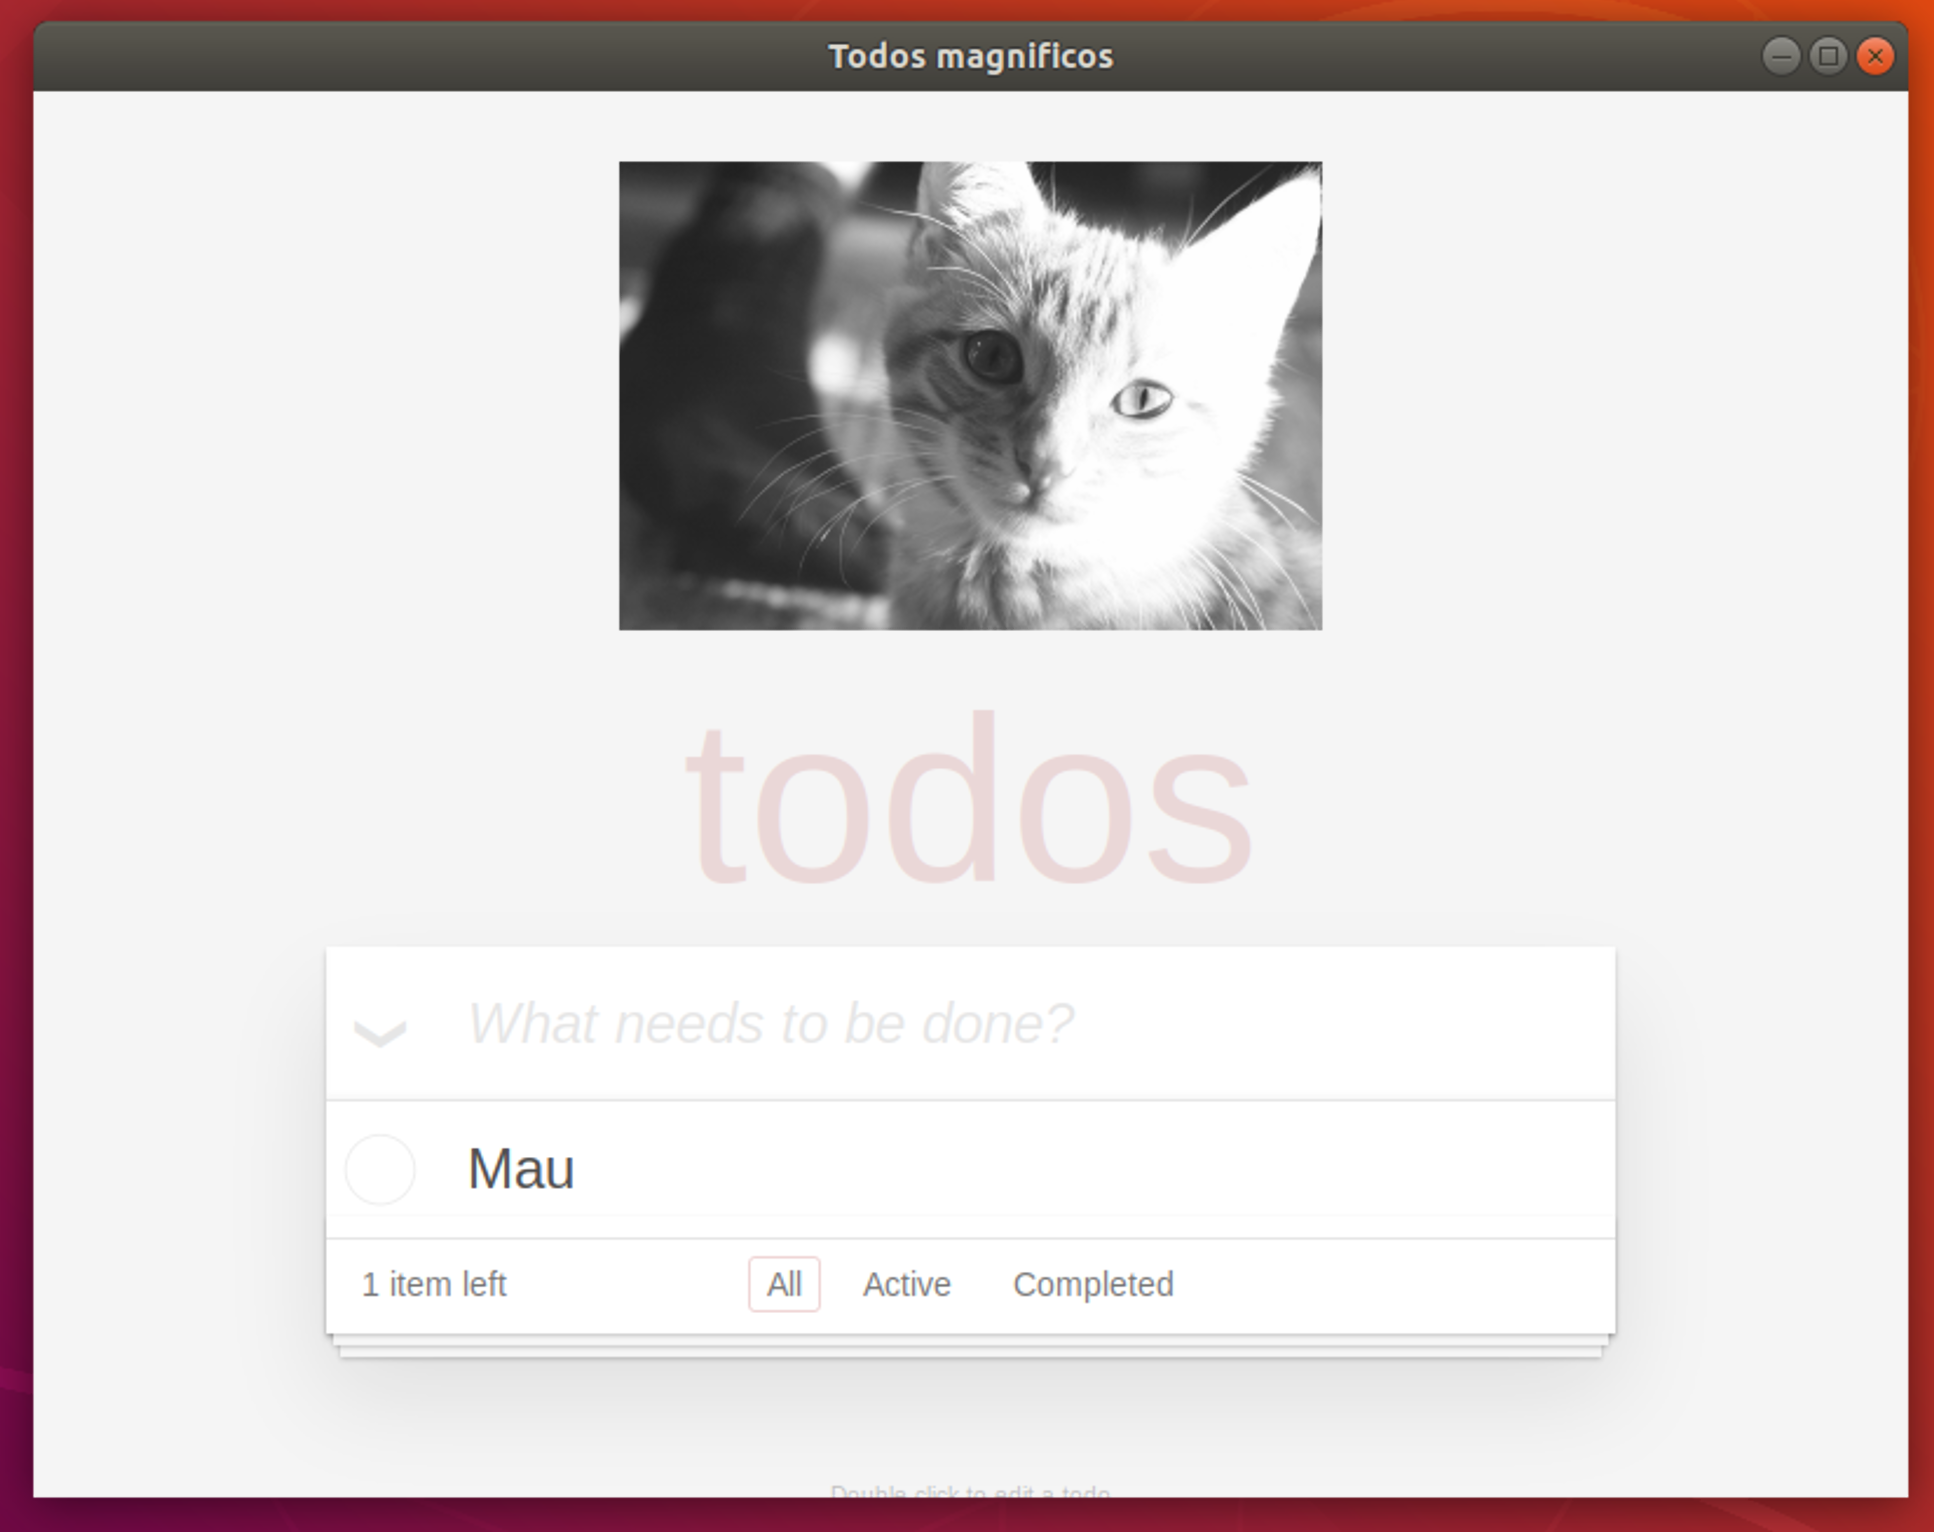 Todos magnificos
todos
What needs to be done?
Mau
1 item left All Active Completed
Double click to edit a todo